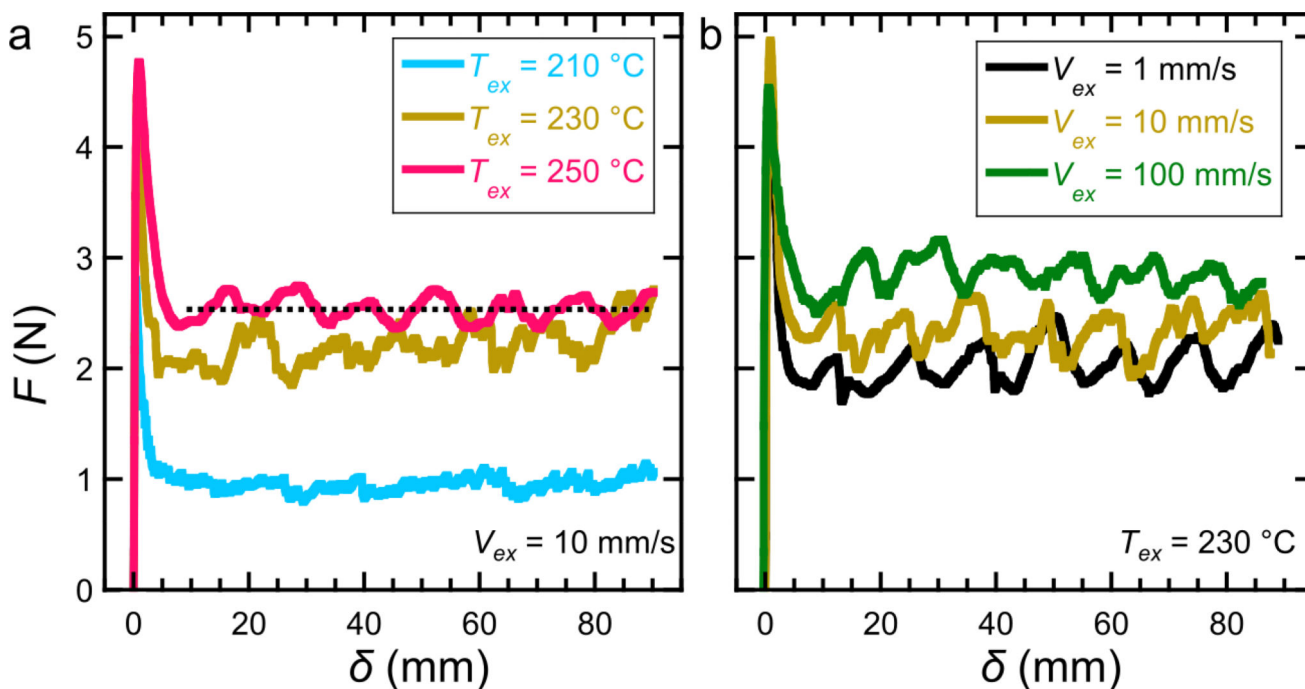 a
5
4
3
2
1
0
F (N)
T_ex = 210 °C
T_ex = 230 °C
T_ex = 250 °C
V_ex = 10 mm/s
0 20 40 60 80
δ (mm)
b
V_ex = 1 mm/s
V_ex = 10 mm/s
V_ex = 100 mm/s
T_ex = 230 °C
0 20 40 60 80
δ (mm)